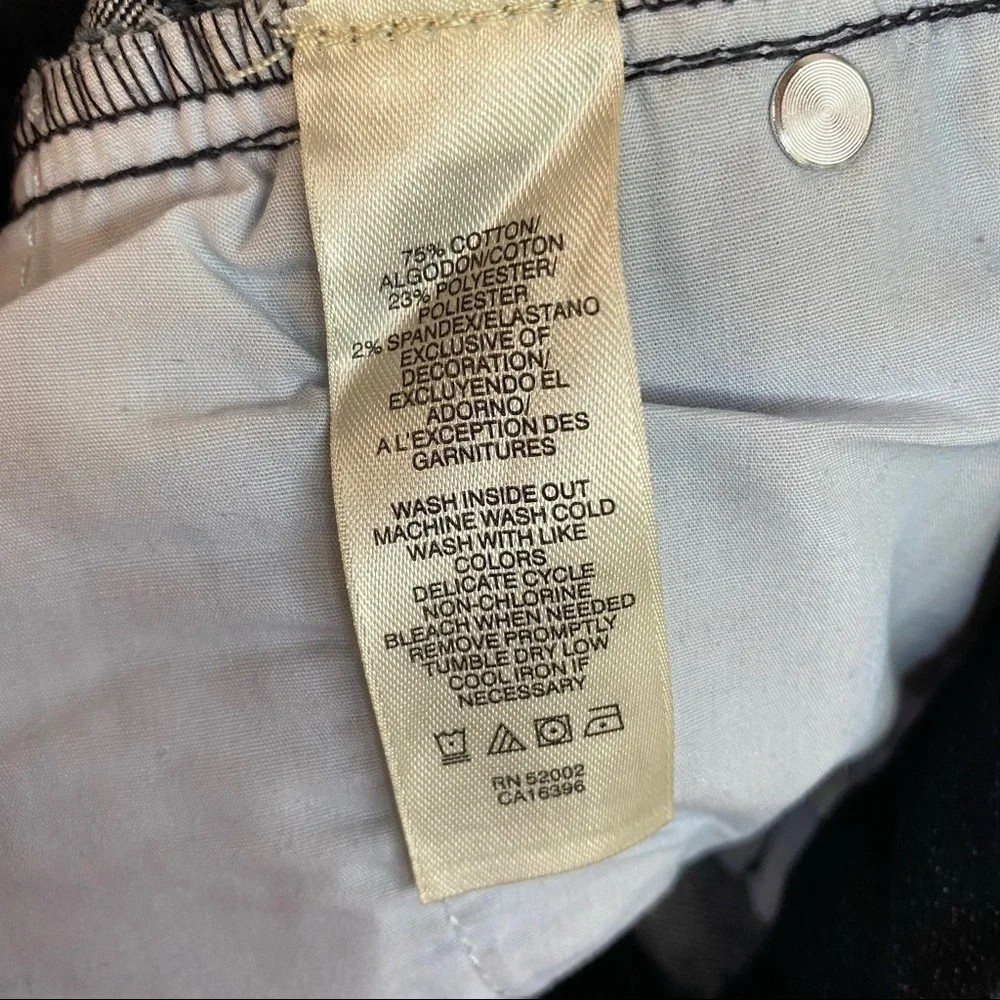 75% COTTON/
ALGODON/COTON
23% POLYESTER/
POLIESTER
2% SPANDEX/ELASTANO
EXCLUSIVE OF
DECORATION/
EXCLUYENDO EL
ADORNO/
A L'EXCEPTION DES
GARNITURES
WASH INSIDE OUT
MACHINE WASH COLD
WASH WITH LIKE
COLORS
DELICATE CYCLE
NON-CHLORINE
BLEACH WHEN NEEDED
REMOVE PROMPTLY
TUMBLE DRY LOW
COOL IRON IF
NECESSARY
RN 52002
CA16396